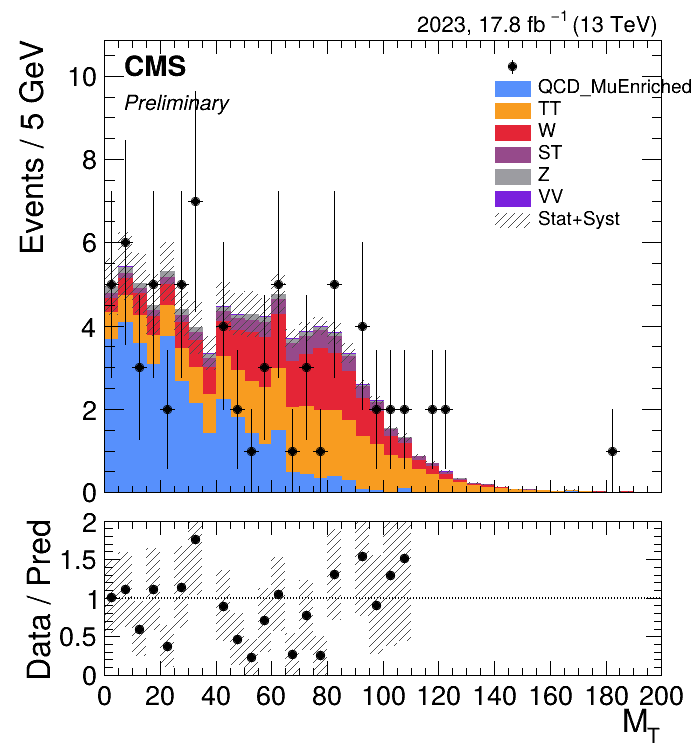 2023, 17.8 fb⁻¹ (13 TeV)
CMS
Preliminary
QCD_MuEnriched
TT
W
ST
Z
VV
Stat+Syst
Events / 5 GeV
10
8
6
4
2
0
Data / Pred
2
1.5
1
0.5
0
0 20 40 60 80 100 120 140 160 180 200
M_T